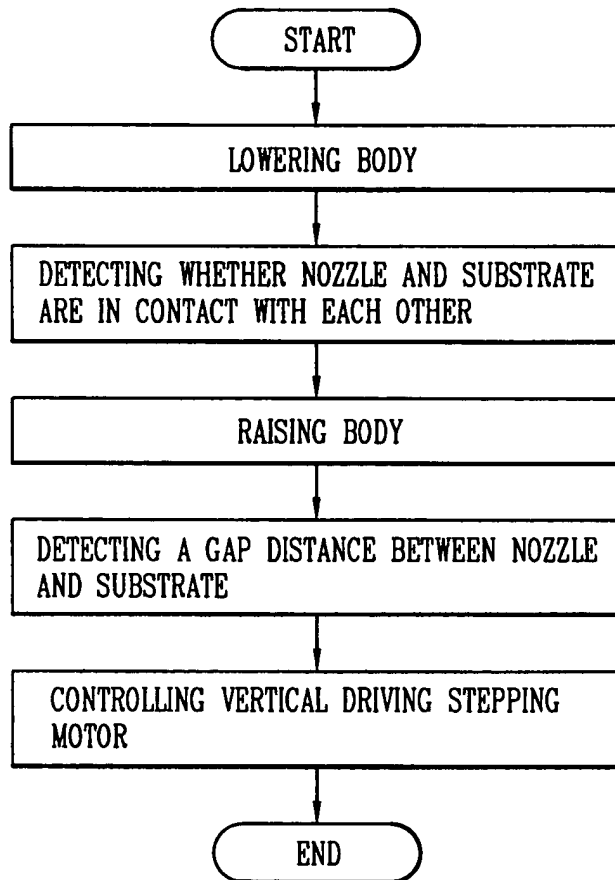 START
LOWERING BODY
DETECTING WHETHER NOZZLE AND SUBSTRATE
ARE IN CONTACT WITH EACH OTHER
RAISING BODY
DETECTING A GAP DISTANCE BETWEEN NOZZLE
AND SUBSTRATE
CONTROLLING VERTICAL DRIVING STEPPING
MOTOR
END